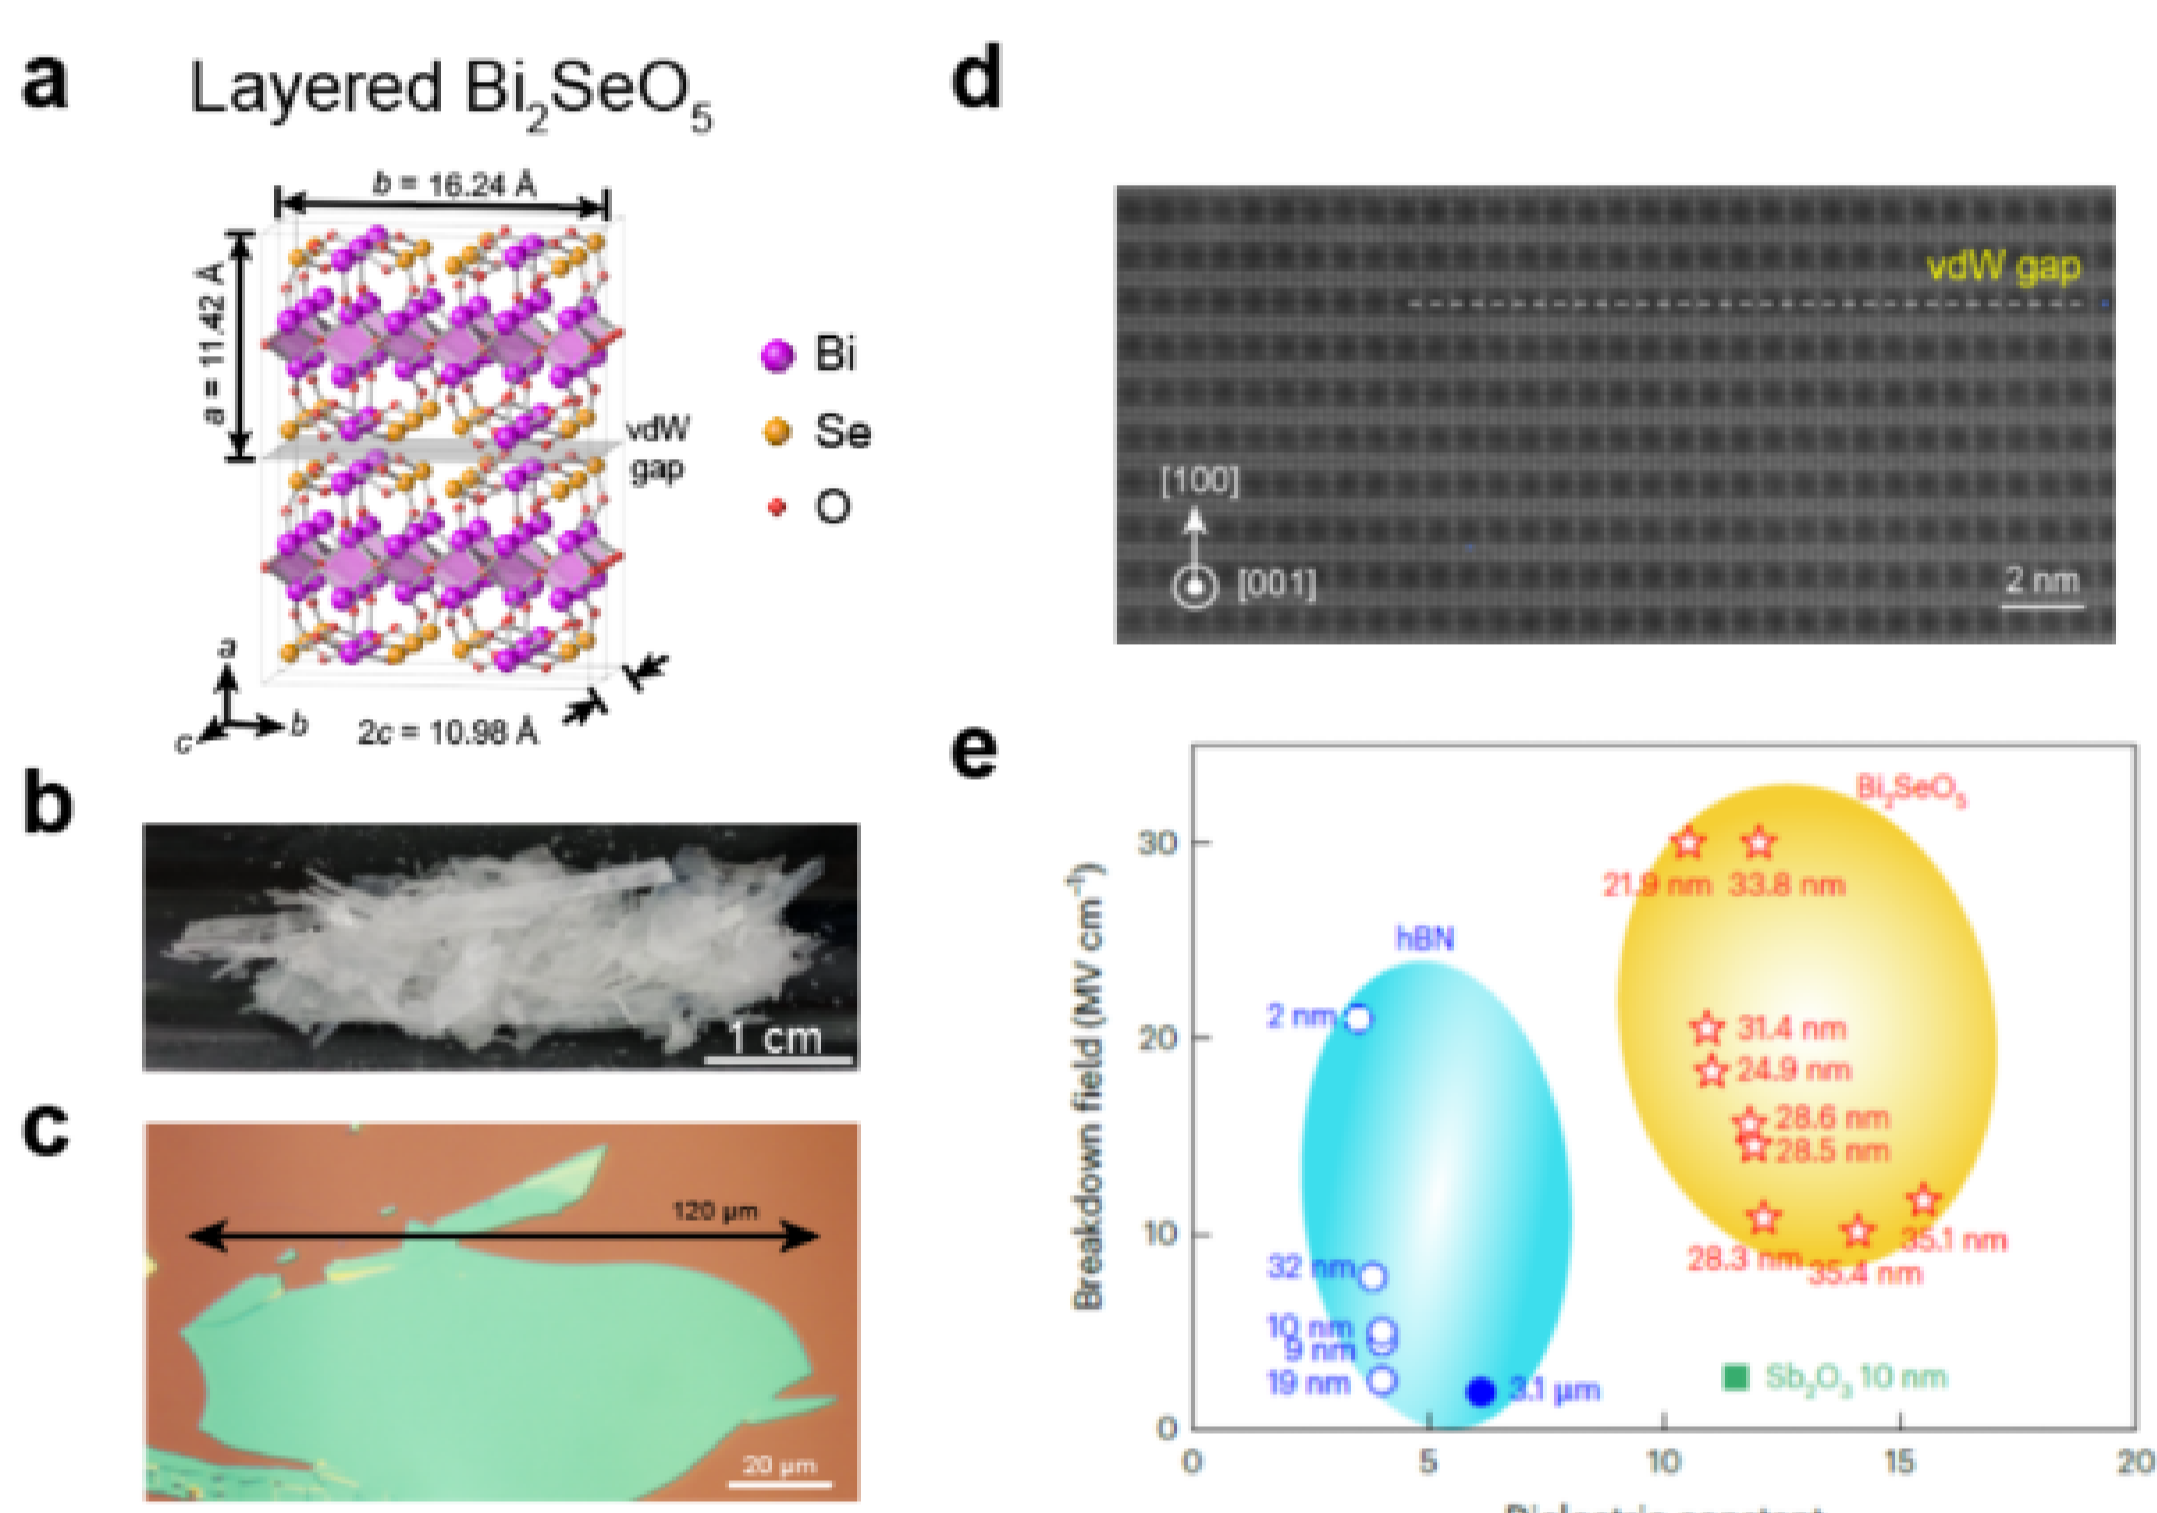 a
Layered Bi₂SeO₅
b = 16.24 Å
a = 11.42 Å
vdW
gap
Bi
Se
O
a
b
c
2c = 10.98 Å
b
1 cm
c
120 μm
20 μm
d
vdW gap
[100]
[001]
2 nm
e
Breakdown field (MV cm⁻¹)
30
20
10
0
Bi₂SeO₅
21.9 nm 33.8 nm
hBN
2 nm
31.4 nm
24.9 nm
28.6 nm
28.5 nm
35.1 nm
28.3 nm
35.4 nm
32 nm
10 nm
9 nm
19 nm
3.1 μm
Sb₂O₃ 10 nm
0 5 10 15 20
Dielectric constant